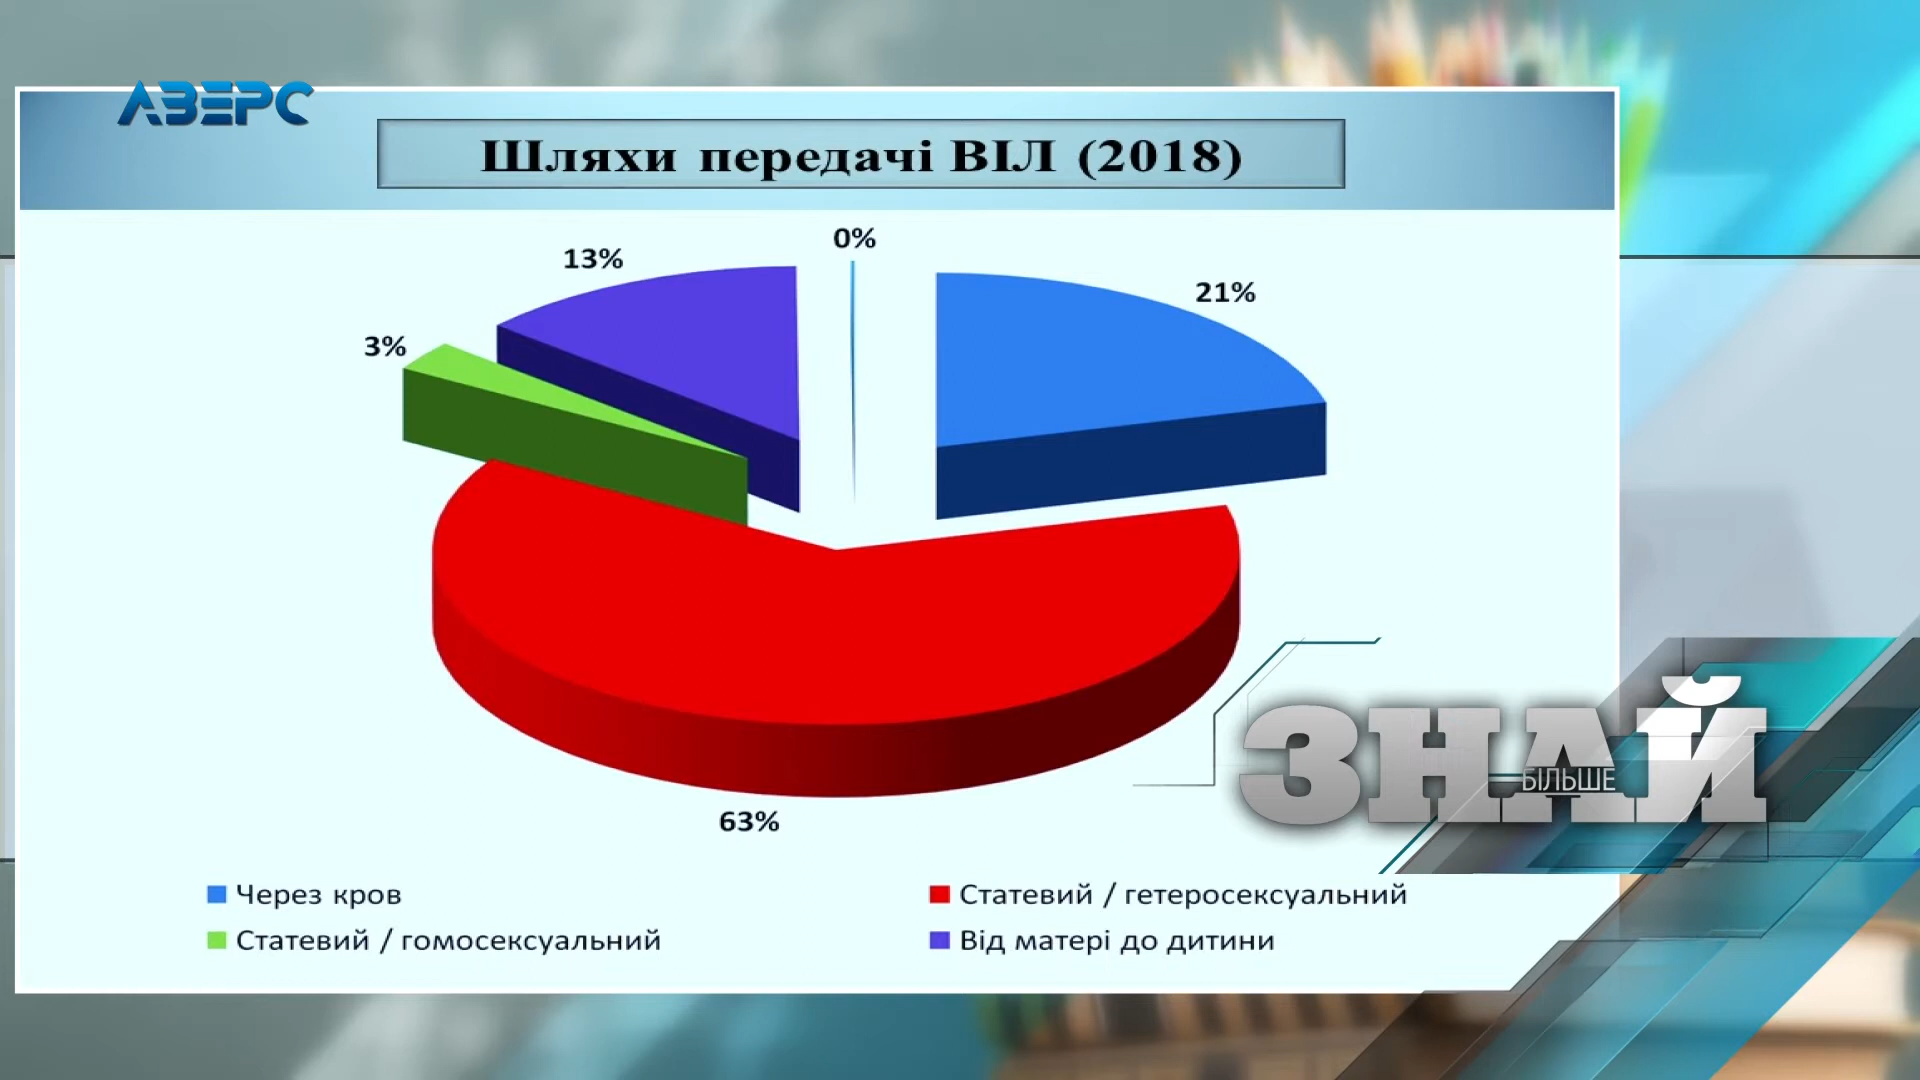 АВЕРС
Шляхи передачі ВІЛ (2018)
0%
13%
21%
3%
63%
ЗНАЙ
БІЛЬШЕ
Через кров
Статевий / гетеросексуальний
Статевий / гомосексуальний
Від матері до дитини